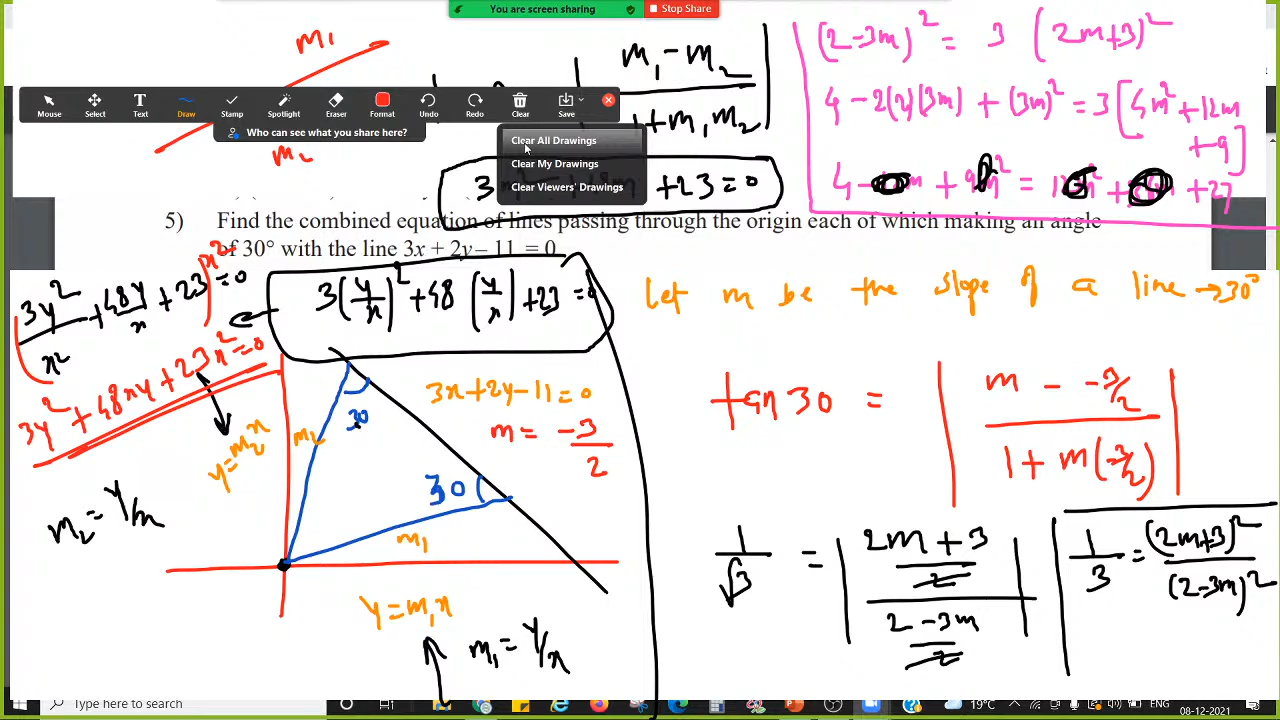 You are screen sharing Stop Share
m₁
m₁ - m₂
1 + m₁m₂
Mouse Select Text Draw Stamp Spotlight Eraser Format Undo Redo Clear Save
Who can see what you share here?
Clear All Drawings
Clear My Drawings
Clear Viewers' Drawings
m₂
+23=0
(2-3m)² = 3 (2m+3)²
4 - 2(2)(3m) + (3m)² = 3[4m² +12m
+9]
+27
5) Find the combined equation of lines passing through the origin each of which making an angle
of 30° with the line 3x + 2y – 11 = 0
3y²/x² + 48y/x + 23 = 0
x²
3(y/x)² + 48 (y/x) + 23 = 0
3y² + 48xy + 23x² = 0
y = m₂x
m₂ = y/x
m₂
30
3x+2y-11=0
m = -3/2
30
m₁
y = m₁x
m₁ = y/x
Let m be the slope of a line → 30°
tan 30 = | m - -3/2 / 1 + m(-3/2) |
1/√3 = | 2m+3 / 2 / 2-3m / 2 |
1/3 = (2m+3)² / (2-3m)²
Type here to search
19°C
ENG
08-12-2021